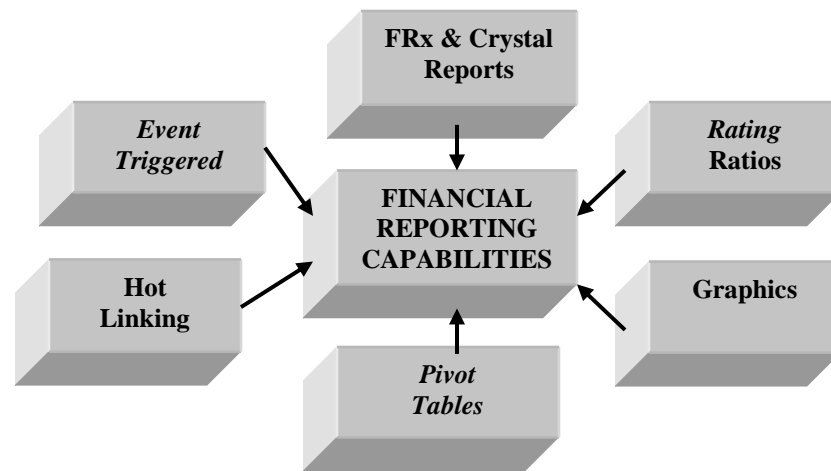 FRx & Crystal
Reports
Event
Triggered
Rating
Ratios
FINANCIAL
REPORTING
CAPABILITIES
Hot
Linking
Graphics
Pivot
Tables